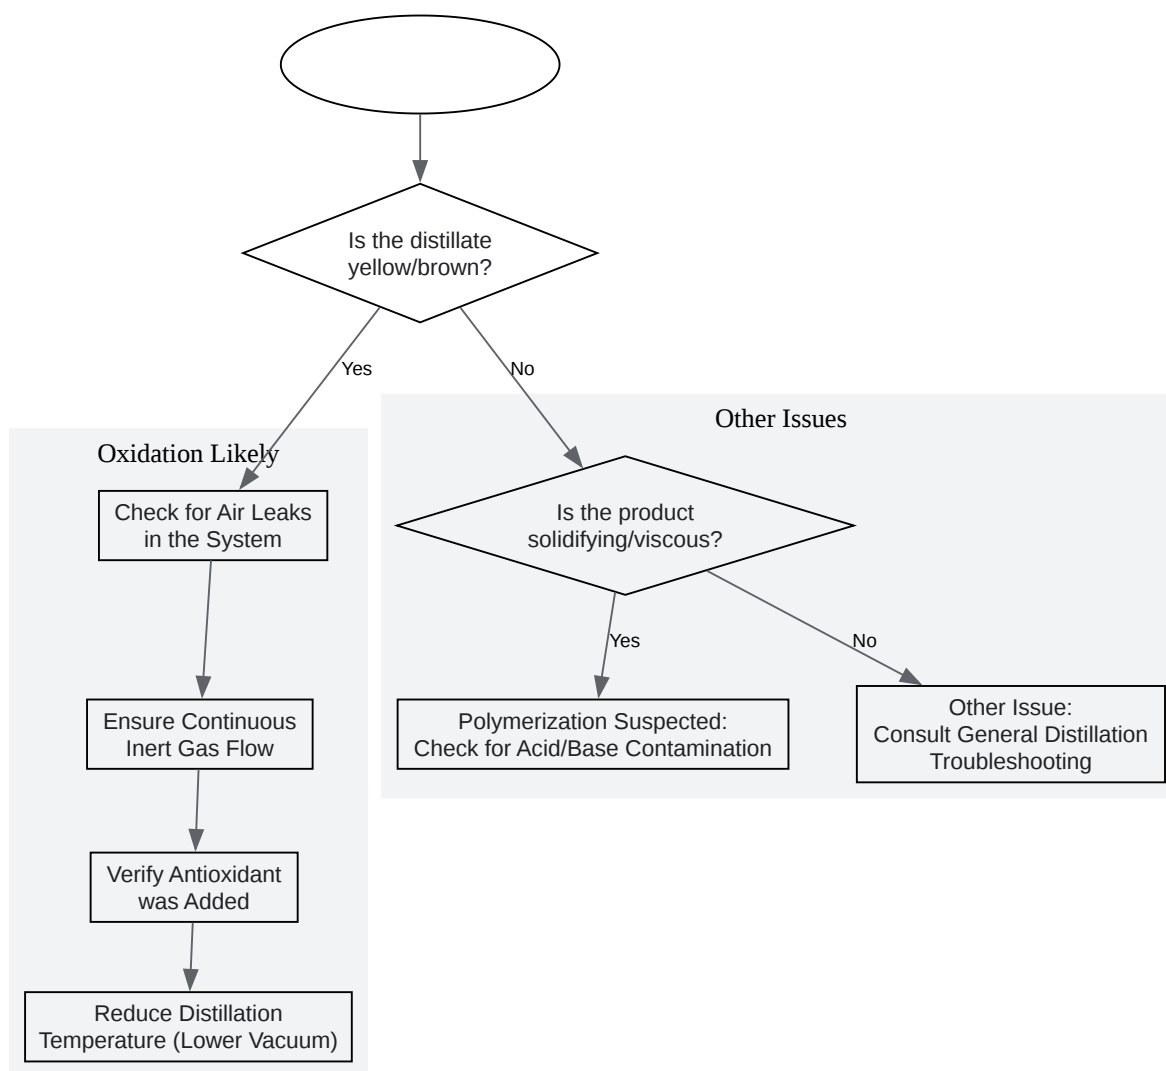 Is the distillate
yellow/brown?
Yes
No
Oxidation Likely
Check for Air Leaks
in the System
Ensure Continuous
Inert Gas Flow
Verify Antioxidant
was Added
Reduce Distillation
Temperature (Lower Vacuum)
Other Issues
Is the product
solidifying/viscous?
Yes
No
Polymerization Suspected:
Check for Acid/Base Contamination
Other Issue:
Consult General Distillation
Troubleshooting